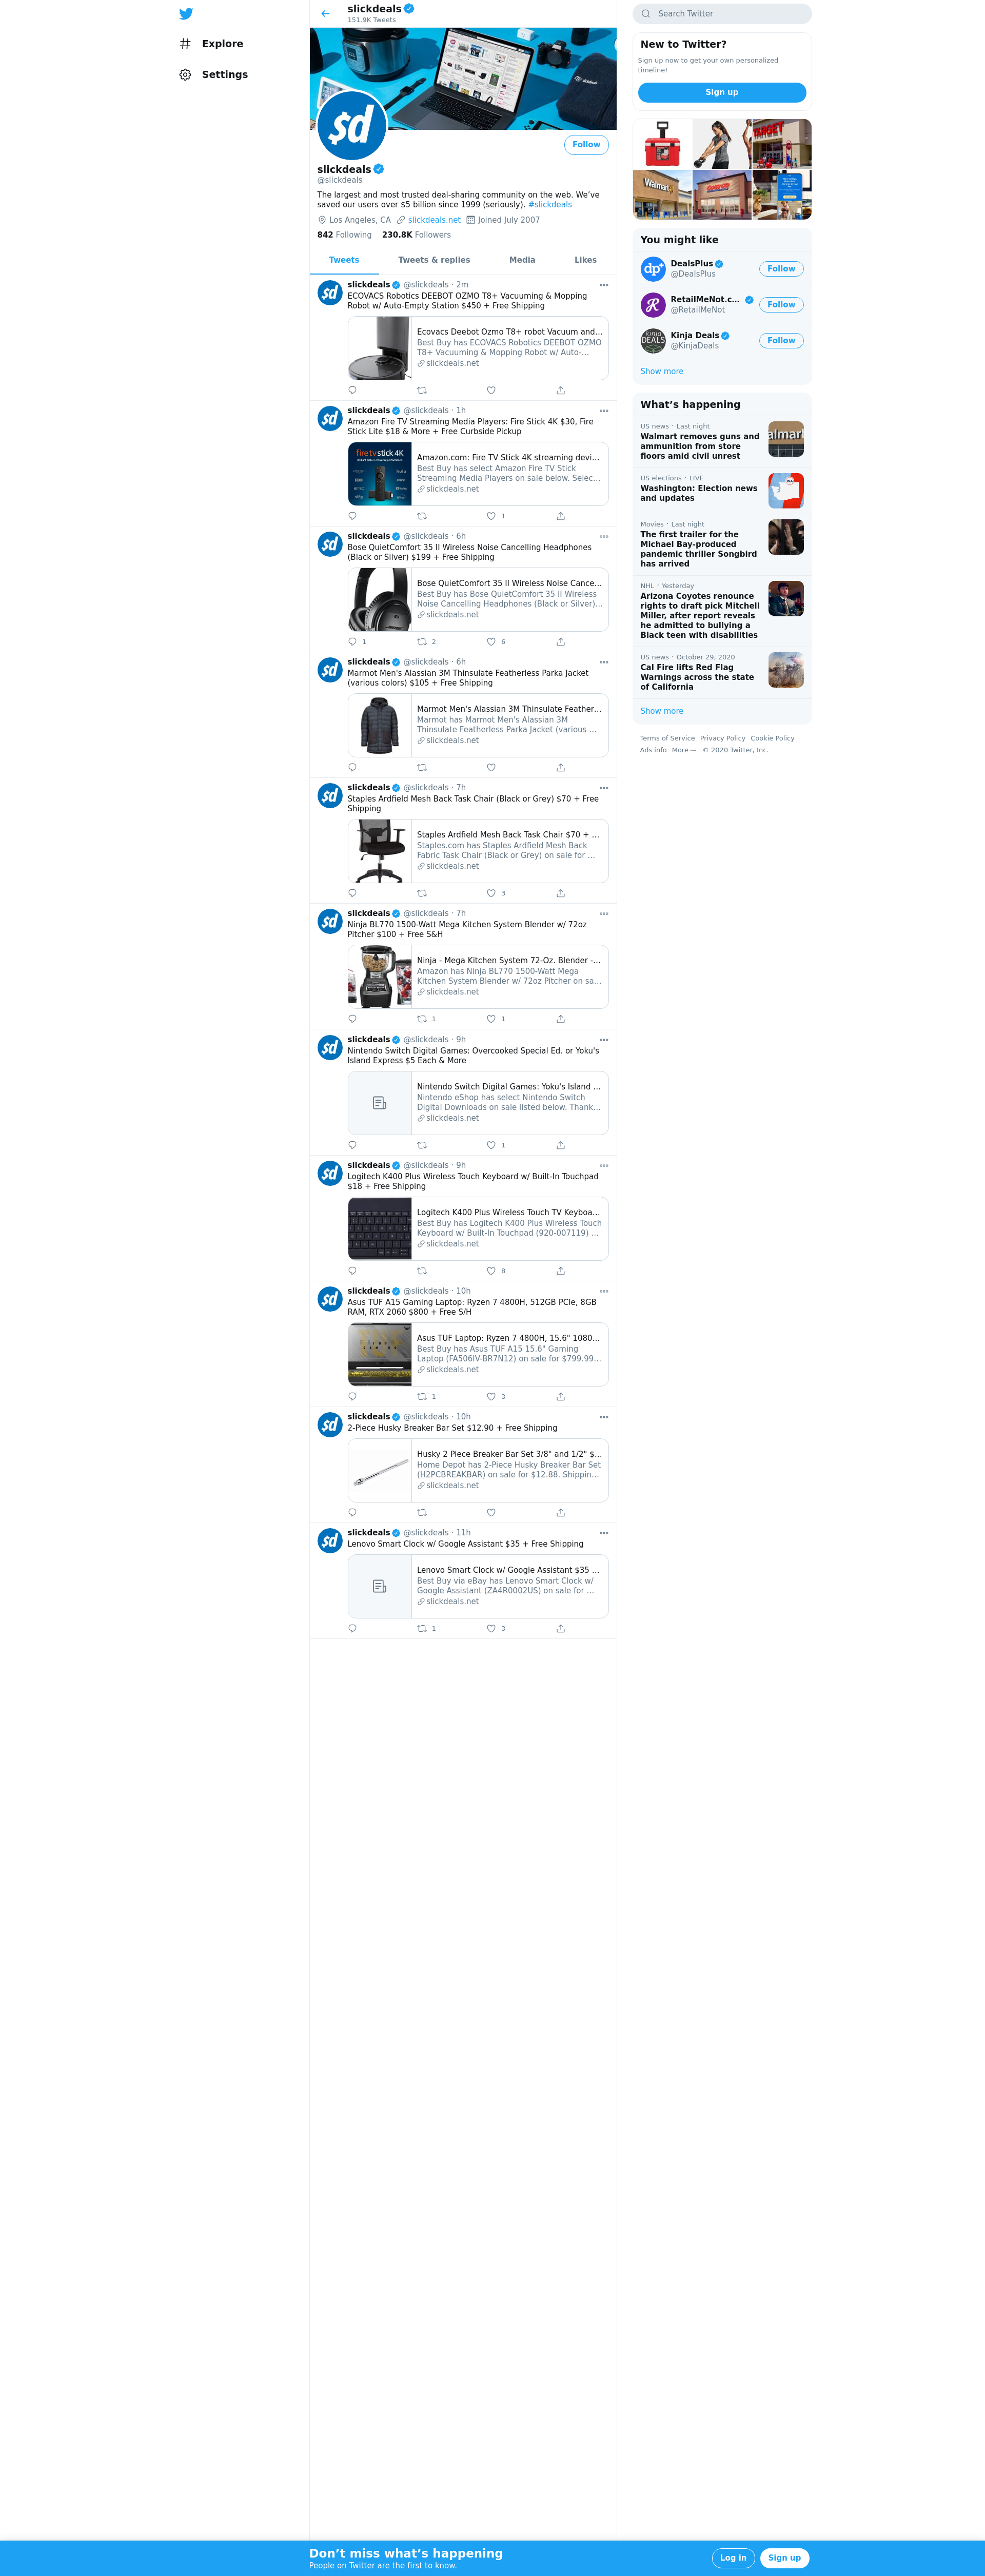 Explore
Settings
slickdeals
151.9K Tweets
$d
Follow
slickdeals
@slickdeals
The largest and most trusted deal-sharing community on the web. We've
saved our users over $5 billion since 1999 (seriously). #slickdeals
Los Angeles, CA slickdeals.net Joined July 2007
842 Following 230.8K Followers
Tweets Tweets & replies Media Likes
slickdeals @slickdeals · 2m
ECOVACS Robotics DEEBOT OZMO T8+ Vacuuming & Mopping
Robot w/ Auto-Empty Station $450 + Free Shipping
Ecovacs Deebot Ozmo T8+ robot Vacuum and...
Best Buy has ECOVACS Robotics DEEBOT OZMO
T8+ Vacuuming & Mopping Robot w/ Auto-...
slickdeals.net
slickdeals @slickdeals · 1h
Amazon Fire TV Streaming Media Players: Fire Stick 4K $30, Fire
Stick Lite $18 & More + Free Curbside Pickup
firetvstick 4K
Amazon.com: Fire TV Stick 4K streaming devi...
Best Buy has select Amazon Fire TV Stick
Streaming Media Players on sale below. Selec...
slickdeals.net
1
slickdeals @slickdeals · 6h
Bose QuietComfort 35 II Wireless Noise Cancelling Headphones
(Black or Silver) $199 + Free Shipping
Bose QuietComfort 35 II Wireless Noise Cance...
Best Buy has Bose QuietComfort 35 II Wireless
Noise Cancelling Headphones (Black or Silver)...
slickdeals.net
1 2 6
slickdeals @slickdeals · 6h
Marmot Men's Alassian 3M Thinsulate Featherless Parka Jacket
(various colors) $105 + Free Shipping
Marmot Men's Alassian 3M Thinsulate Feather...
Marmot has Marmot Men's Alassian 3M
Thinsulate Featherless Parka Jacket (various ...
slickdeals.net
slickdeals @slickdeals · 7h
Staples Ardfield Mesh Back Task Chair (Black or Grey) $70 + Free
Shipping
Staples Ardfield Mesh Back Task Chair $70 + ...
Staples.com has Staples Ardfield Mesh Back
Fabric Task Chair (Black or Grey) on sale for ...
slickdeals.net
3
slickdeals @slickdeals · 7h
Ninja BL770 1500-Watt Mega Kitchen System Blender w/ 72oz
Pitcher $100 + Free S&H
Ninja - Mega Kitchen System 72-Oz. Blender -...
Amazon has Ninja BL770 1500-Watt Mega
Kitchen System Blender w/ 72oz Pitcher on sa...
slickdeals.net
1 1
slickdeals @slickdeals · 9h
Nintendo Switch Digital Games: Overcooked Special Ed. or Yoku's
Island Express $5 Each & More
Nintendo Switch Digital Games: Yoku's Island ...
Nintendo eShop has select Nintendo Switch
Digital Downloads on sale listed below. Thank...
slickdeals.net
1
slickdeals @slickdeals · 9h
Logitech K400 Plus Wireless Touch Keyboard w/ Built-In Touchpad
$18 + Free Shipping
Logitech K400 Plus Wireless Touch TV Keyboa...
Best Buy has Logitech K400 Plus Wireless Touch
Keyboard w/ Built-In Touchpad (920-007119) ...
slickdeals.net
8
slickdeals @slickdeals · 10h
Asus TUF A15 Gaming Laptop: Ryzen 7 4800H, 512GB PCIe, 8GB
RAM, RTX 2060 $800 + Free S/H
Asus TUF Laptop: Ryzen 7 4800H, 15.6" 1080...
Best Buy has Asus TUF A15 15.6" Gaming
Laptop (FA506IV-BR7N12) on sale for $799.99...
slickdeals.net
1 3
slickdeals @slickdeals · 10h
2-Piece Husky Breaker Bar Set $12.90 + Free Shipping
Husky 2 Piece Breaker Bar Set 3/8" and 1/2" $...
Home Depot has 2-Piece Husky Breaker Bar Set
(H2PCBREAKBAR) on sale for $12.88. Shippin...
slickdeals.net
slickdeals @slickdeals · 11h
Lenovo Smart Clock w/ Google Assistant $35 + Free Shipping
Lenovo Smart Clock w/ Google Assistant $35 ...
Best Buy via eBay has Lenovo Smart Clock w/
Google Assistant (ZA4R0002US) on sale for ...
slickdeals.net
1 3
Search Twitter
New to Twitter?
Sign up now to get your own personalized
timeline!
Sign up
TARGET
Walmart
COSTCO
You might like
dp+
DealsPlus
@DealsPlus
Follow
RetailMeNot.c...
@RetailMeNot
Follow
KINJA
DEALS
Kinja Deals
@KinjaDeals
Follow
Show more
What's happening
US news · Last night
Walmart removes guns and
ammunition from store
floors amid civil unrest
US elections · LIVE
Washington: Election news
and updates
Movies · Last night
The first trailer for the
Michael Bay-produced
pandemic thriller Songbird
has arrived
NHL · Yesterday
Arizona Coyotes renounce
rights to draft pick Mitchell
Miller, after report reveals
he admitted to bullying a
Black teen with disabilities
US news · October 29, 2020
Cal Fire lifts Red Flag
Warnings across the state
of California
Show more
Terms of Service Privacy Policy Cookie Policy
Ads info More ••• © 2020 Twitter, Inc.
Don't miss what's happening
People on Twitter are the first to know.
Log in
Sign up